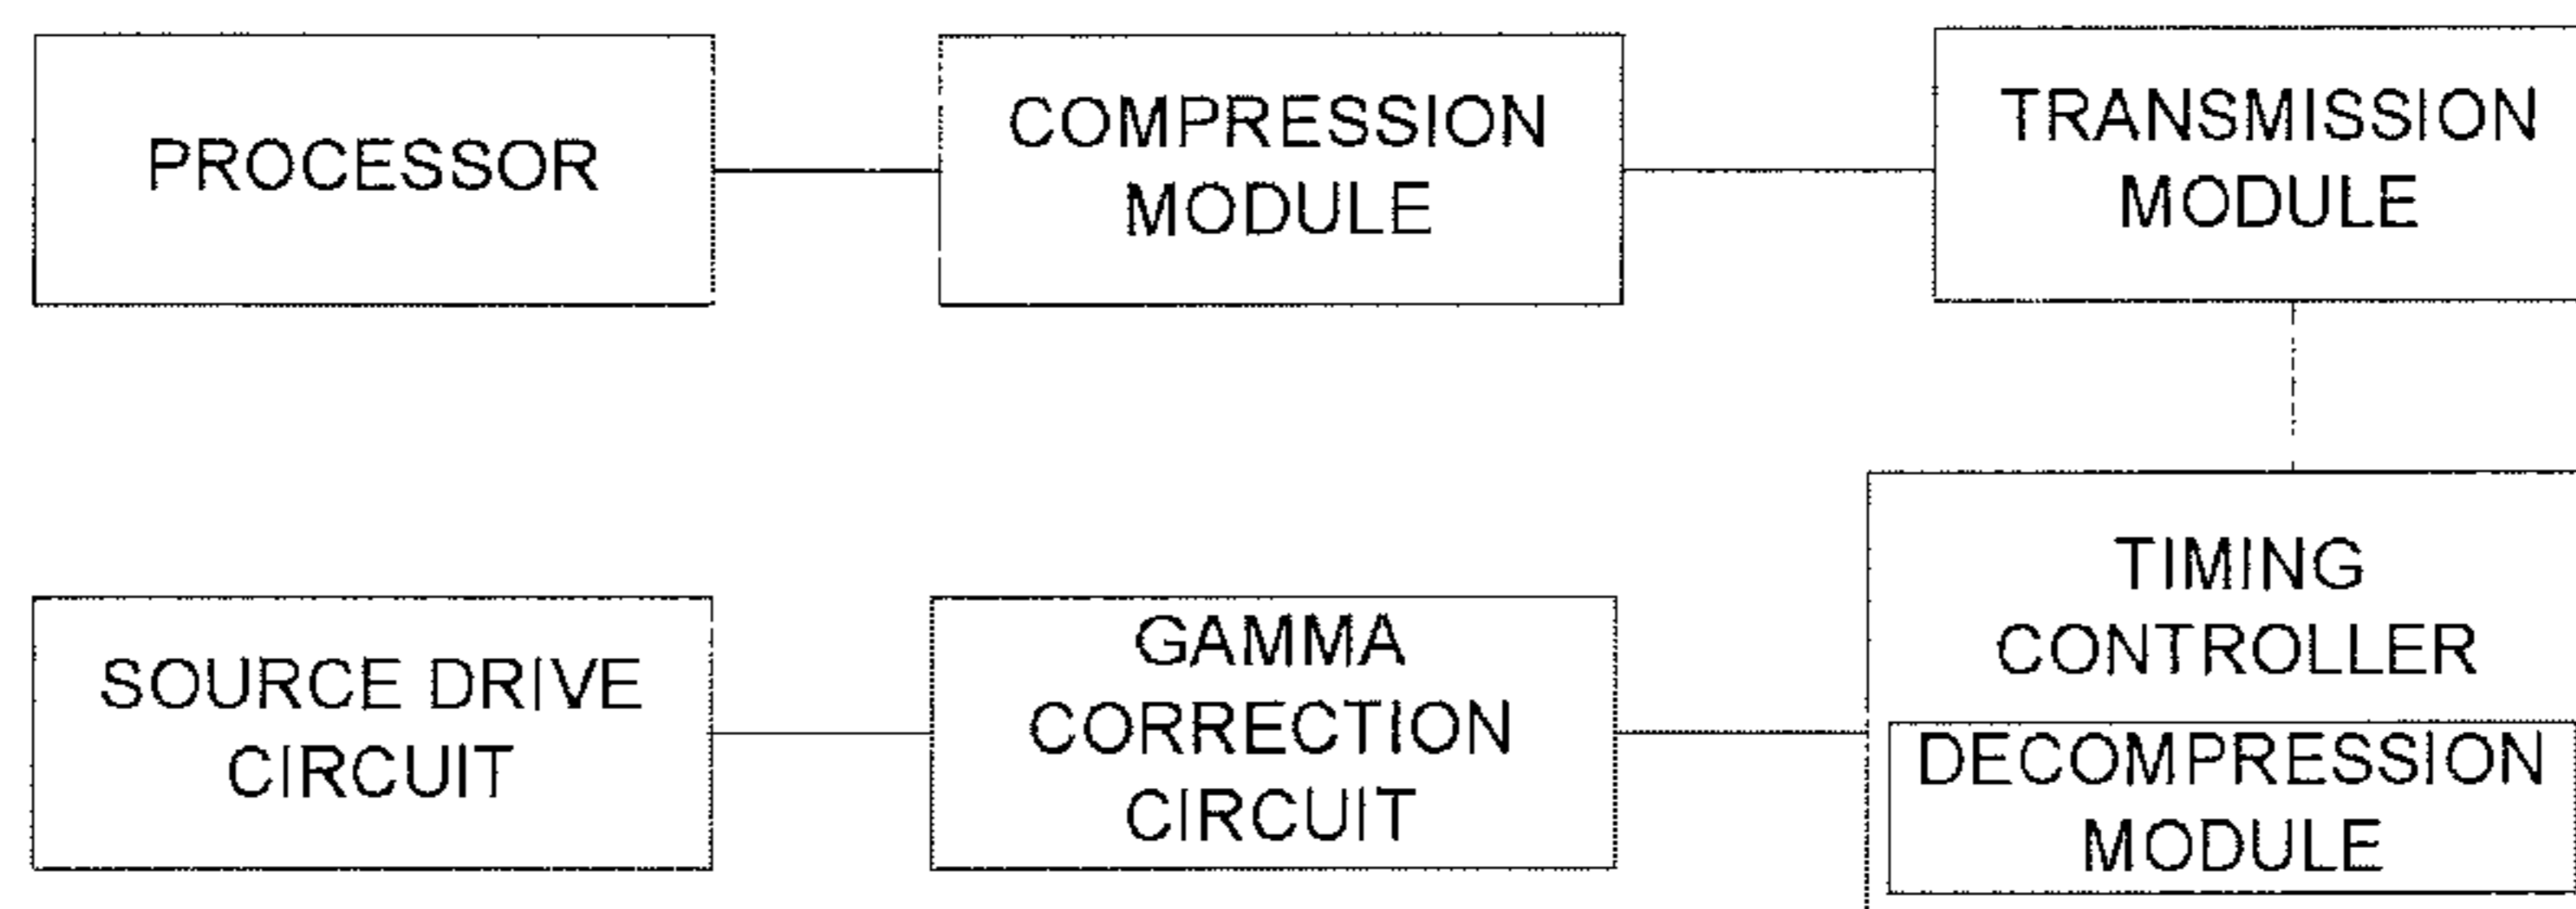 PROCESSOR
COMPRESSION
MODULE
TRANSMISSION
MODULE
SOURCE DRIVE
CIRCUIT
GAMMA
CORRECTION
CIRCUIT
TIMING
CONTROLLER
DECOMPRESSION
MODULE